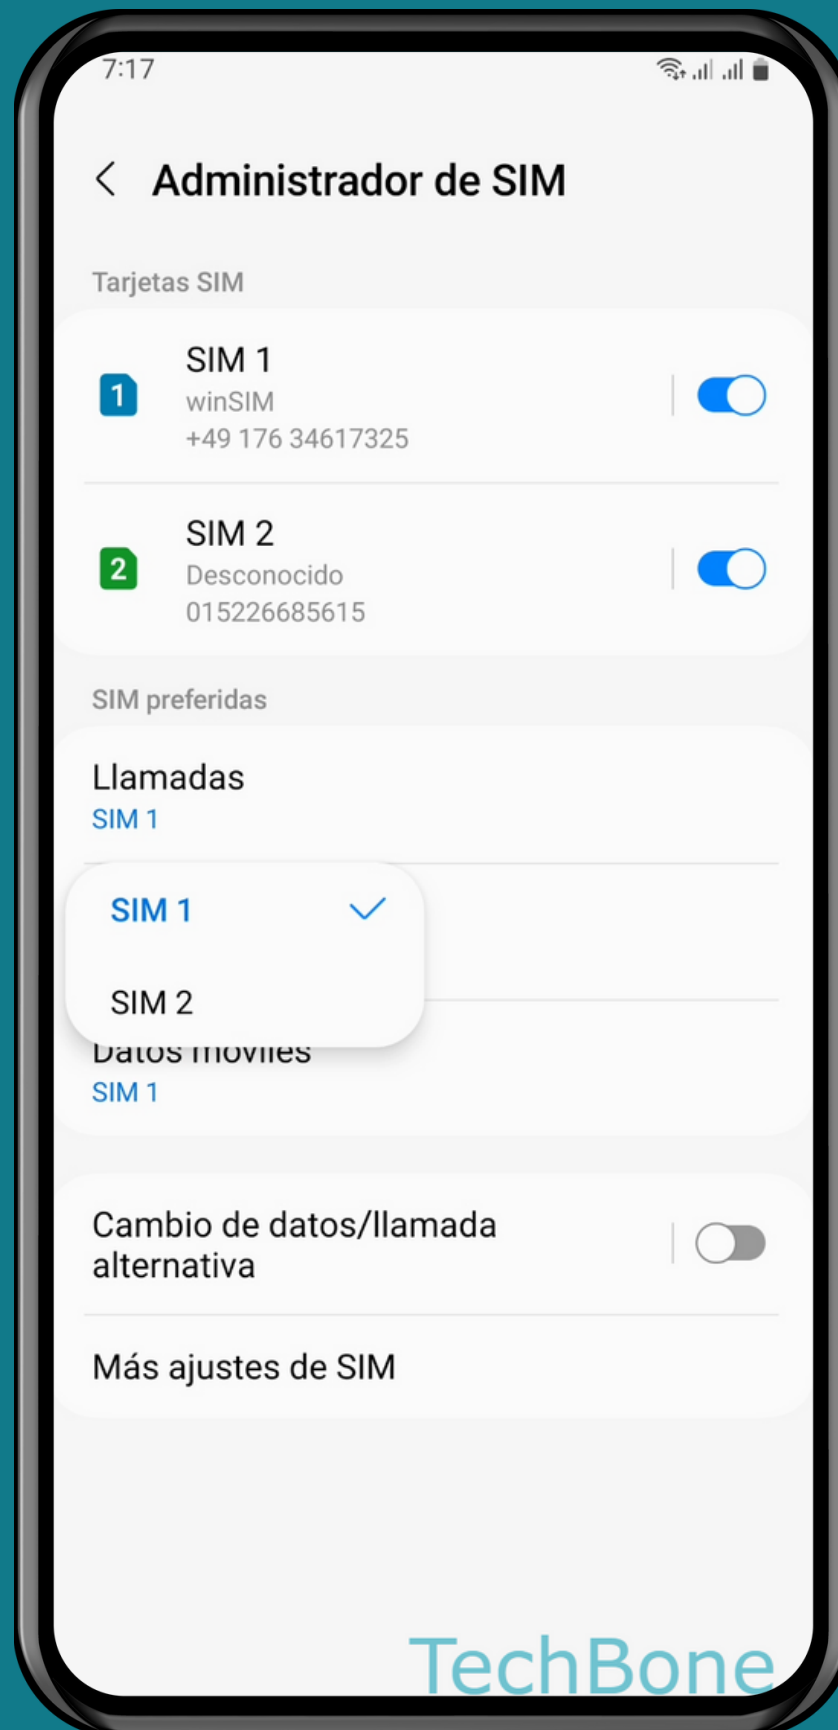 7:17
Administrador de SIM
Tarjetas SIM
1
SIM 1
winSIM
+49 176 34617325
2
SIM 2
Desconocido
015226685615
SIM preferidas
Llamadas
SIM 1
SIM 1
SIM 2
Datos móviles
SIM 1
Cambio de datos/llamada
alternativa
Más ajustes de SIM
TechBone